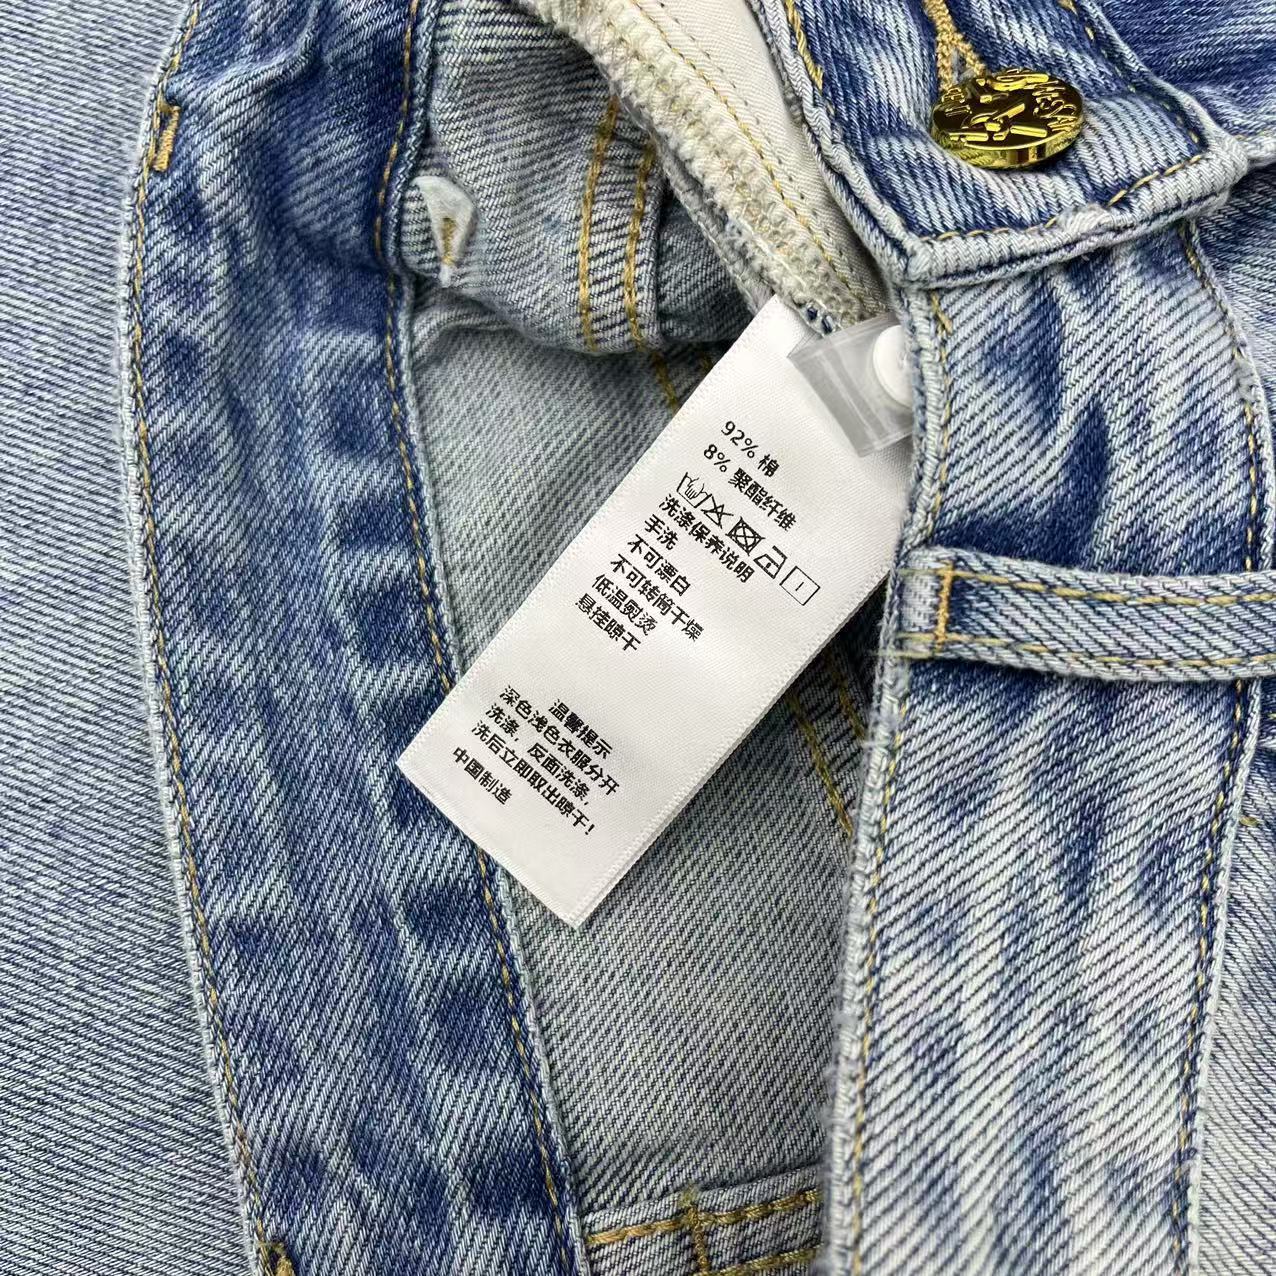 92% 棉
8% 聚酯纤维
洗涤保养说明
手洗
不可漂白
不可转筒干燥
低温熨烫
悬挂晾干
温馨提示
深色浅色衣服分开
洗涤，反面洗涤，
洗后立即取出晾干！
中国制造